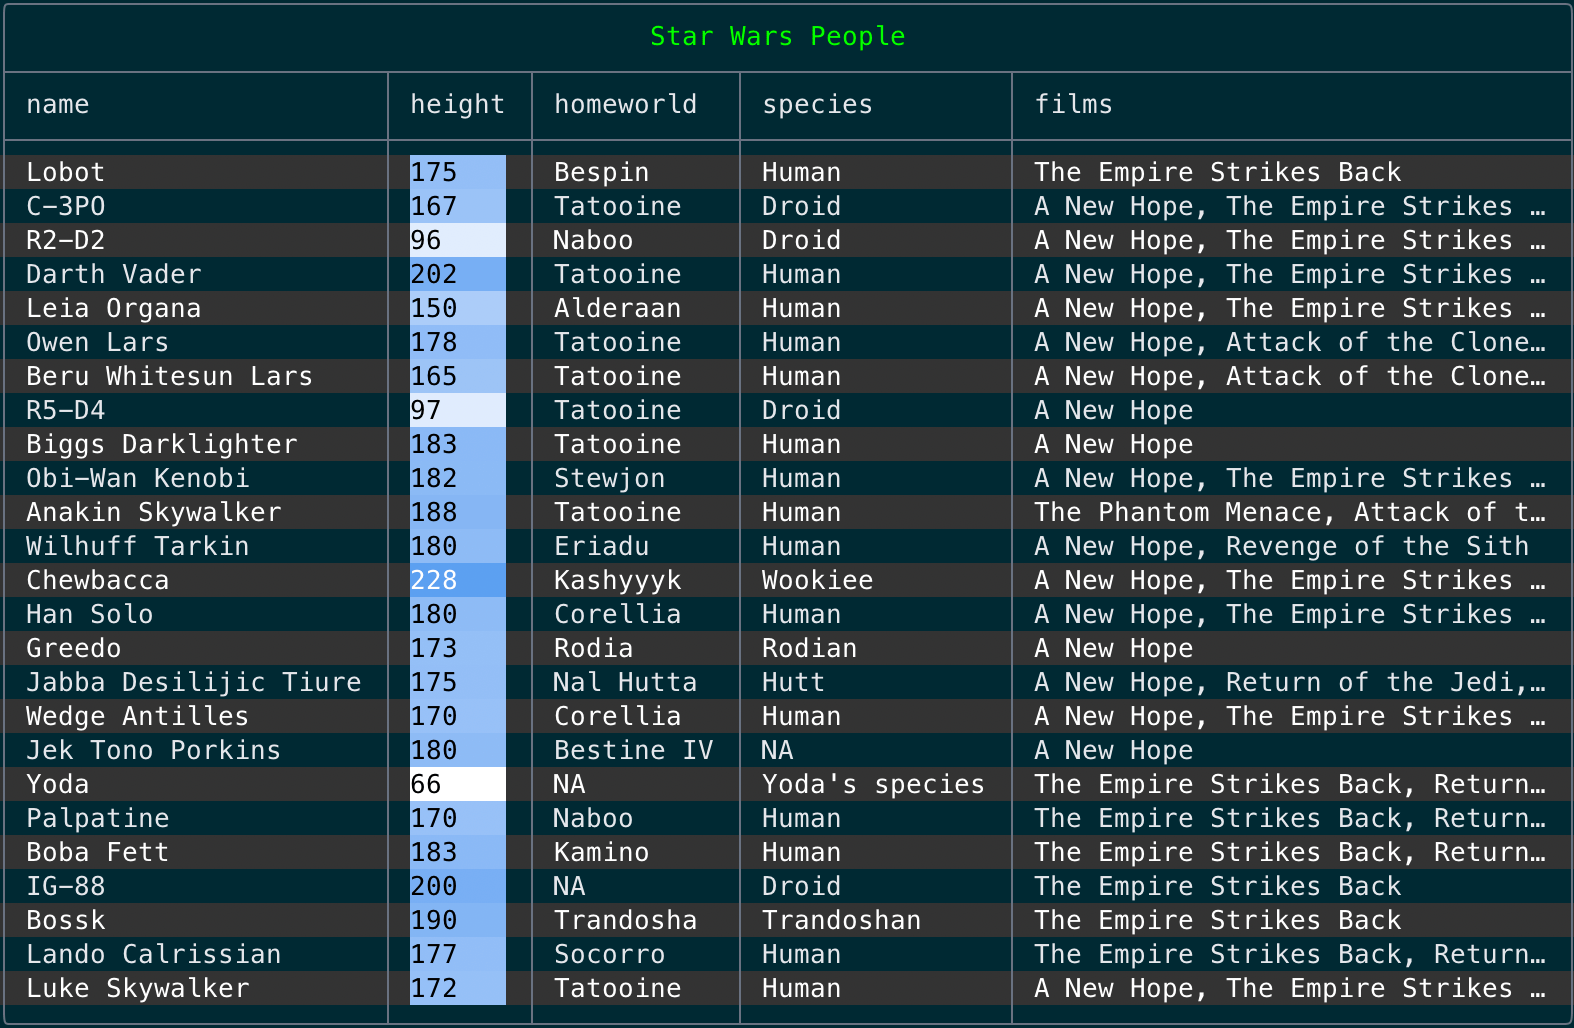 Star Wars People
name height homeworld species films
Lobot 175 Bespin Human The Empire Strikes Back
C-3PO 167 Tatooine Droid A New Hope, The Empire Strikes …
R2-D2 96 Naboo Droid A New Hope, The Empire Strikes …
Darth Vader 202 Tatooine Human A New Hope, The Empire Strikes …
Leia Organa 150 Alderaan Human A New Hope, The Empire Strikes …
Owen Lars 178 Tatooine Human A New Hope, Attack of the Clone…
Beru Whitesun Lars 165 Tatooine Human A New Hope, Attack of the Clone…
R5-D4 97 Tatooine Droid A New Hope
Biggs Darklighter 183 Tatooine Human A New Hope
Obi-Wan Kenobi 182 Stewjon Human A New Hope, The Empire Strikes …
Anakin Skywalker 188 Tatooine Human The Phantom Menace, Attack of t…
Wilhuff Tarkin 180 Eriadu Human A New Hope, Revenge of the Sith
Chewbacca 228 Kashyyyk Wookiee A New Hope, The Empire Strikes …
Han Solo 180 Corellia Human A New Hope, The Empire Strikes …
Greedo 173 Rodia Rodian A New Hope
Jabba Desilijic Tiure 175 Nal Hutta Hutt A New Hope, Return of the Jedi,…
Wedge Antilles 170 Corellia Human A New Hope, The Empire Strikes …
Jek Tono Porkins 180 Bestine IV NA A New Hope
Yoda 66 NA Yoda's species The Empire Strikes Back, Return…
Palpatine 170 Naboo Human The Empire Strikes Back, Return…
Boba Fett 183 Kamino Human The Empire Strikes Back, Return…
IG-88 200 NA Droid The Empire Strikes Back
Bossk 190 Trandosha Trandoshan The Empire Strikes Back
Lando Calrissian 177 Socorro Human The Empire Strikes Back, Return…
Luke Skywalker 172 Tatooine Human A New Hope, The Empire Strikes …